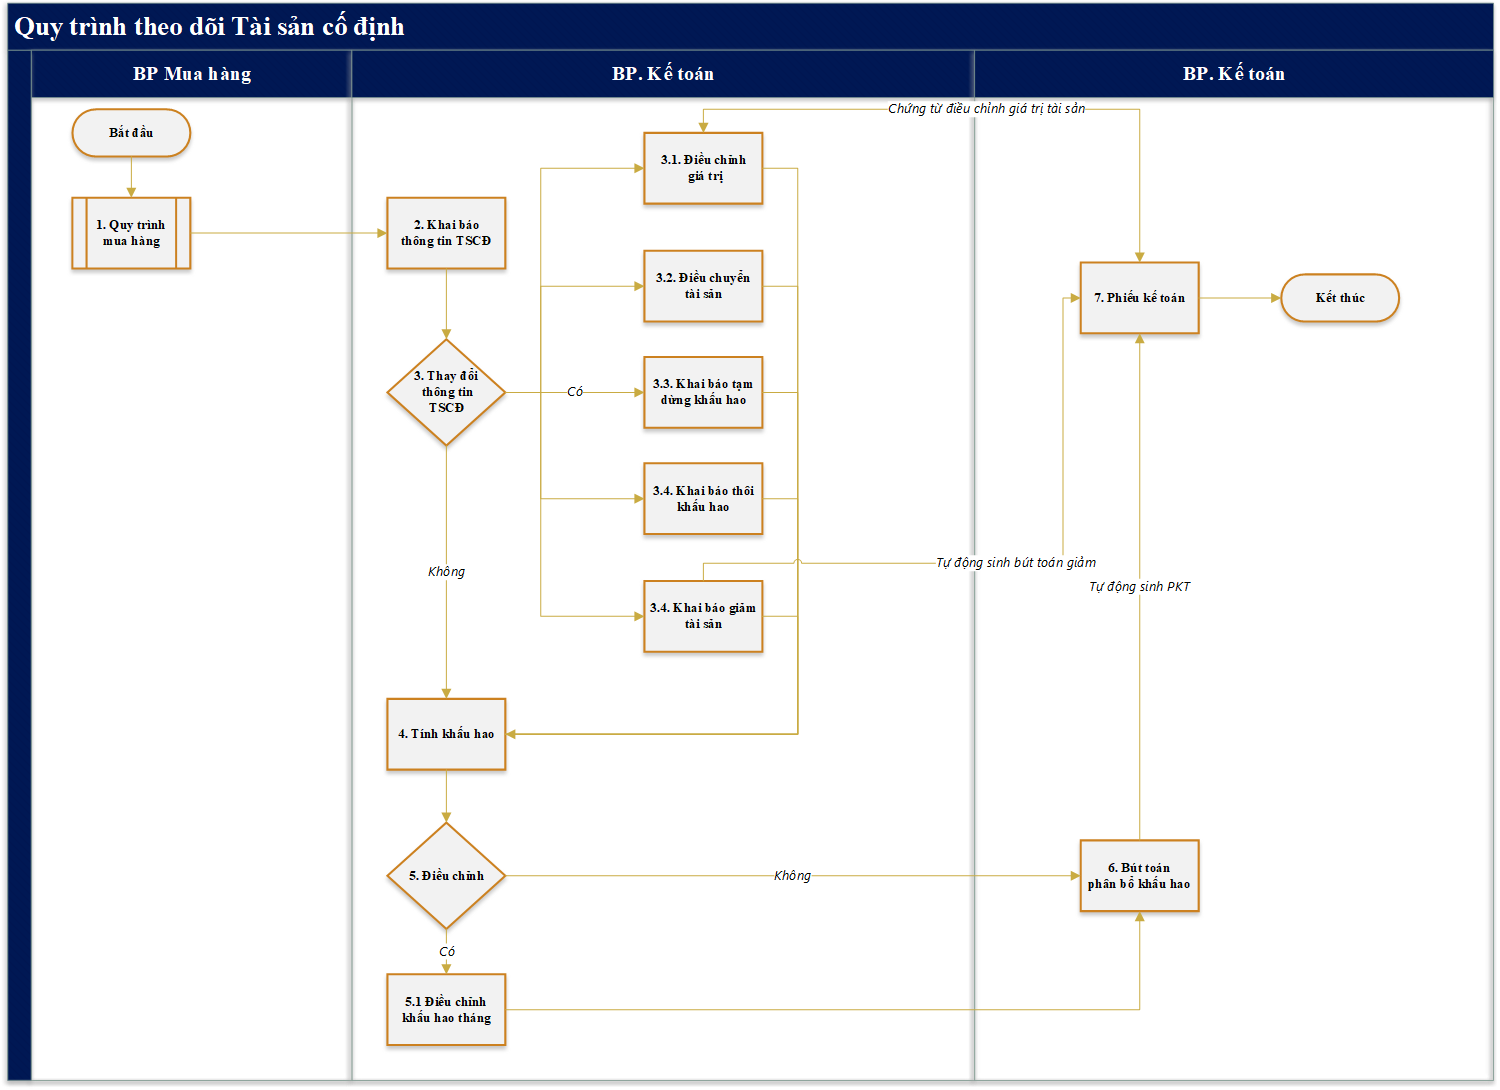 Quy trình theo dõi Tài sản cố định
BP Mua hàng
BP. Kế toán
BP. Kế toán
Chứng từ điều chỉnh giá trị tài sản
Bắt đầu
3.1. Điều chỉnh
giá trị
1. Quy trình
mua hàng
2. Khai báo
thông tin TSCĐ
3.2. Điều chuyển
tài sản
7. Phiếu kế toán
Kết thúc
3. Thay đổi
thông tin
TSCĐ
Có
3.3. Khai báo tạm
dừng khấu hao
3.4. Khai báo thôi
khấu hao
Không
Tự động sinh bút toán giảm
Tự động sinh PKT
3.4. Khai báo giảm
tài sản
4. Tính khấu hao
5. Điều chỉnh
Không
6. Bút toán
phân bổ khấu hao
Có
5.1 Điều chỉnh
khấu hao tháng